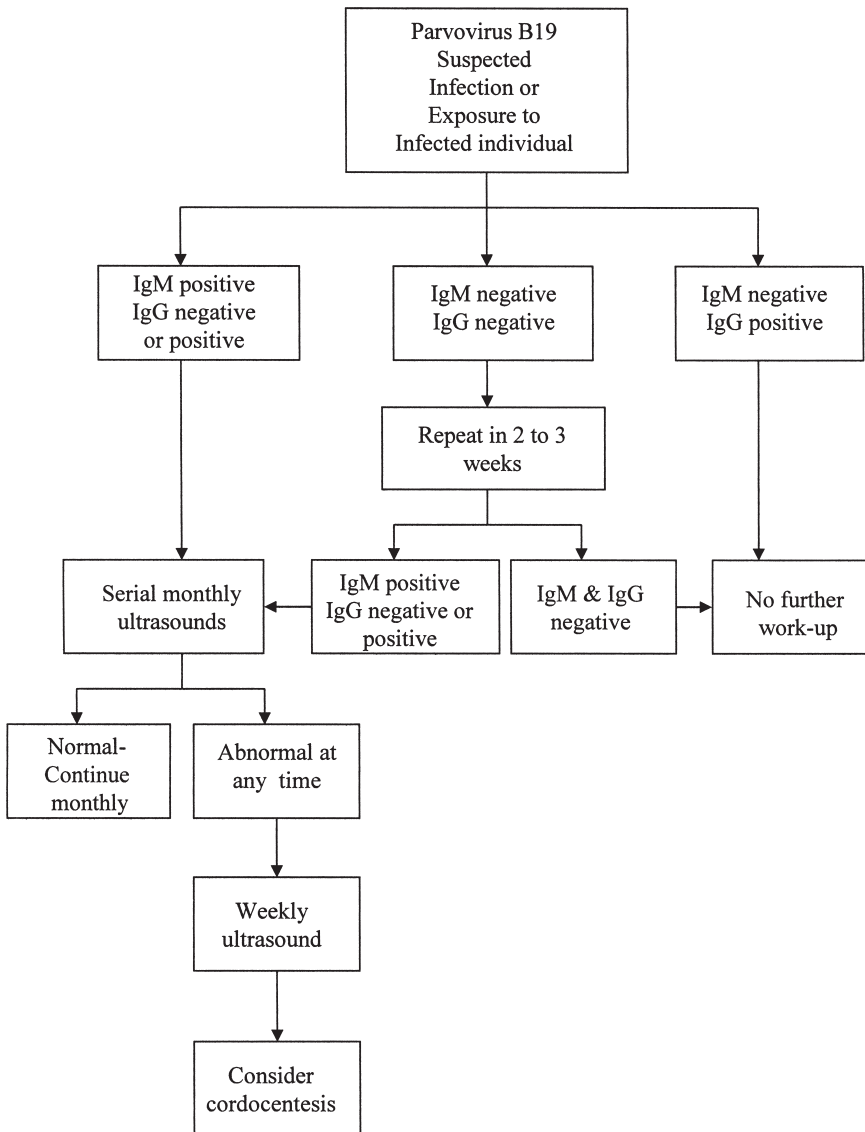 Parvovirus B19
Suspected
Infection or
Exposure to
Infected individual
IgM positive
IgG negative
or positive
IgM negative
IgG negative
IgM negative
IgG positive
Repeat in 2 to 3
weeks
Serial monthly
ultrasounds
IgM positive
IgG negative or
positive
IgM & IgG
negative
No further
work-up
Normal-
Continue
monthly
Abnormal at
any time
Weekly
ultrasound
Consider
cordocentesis